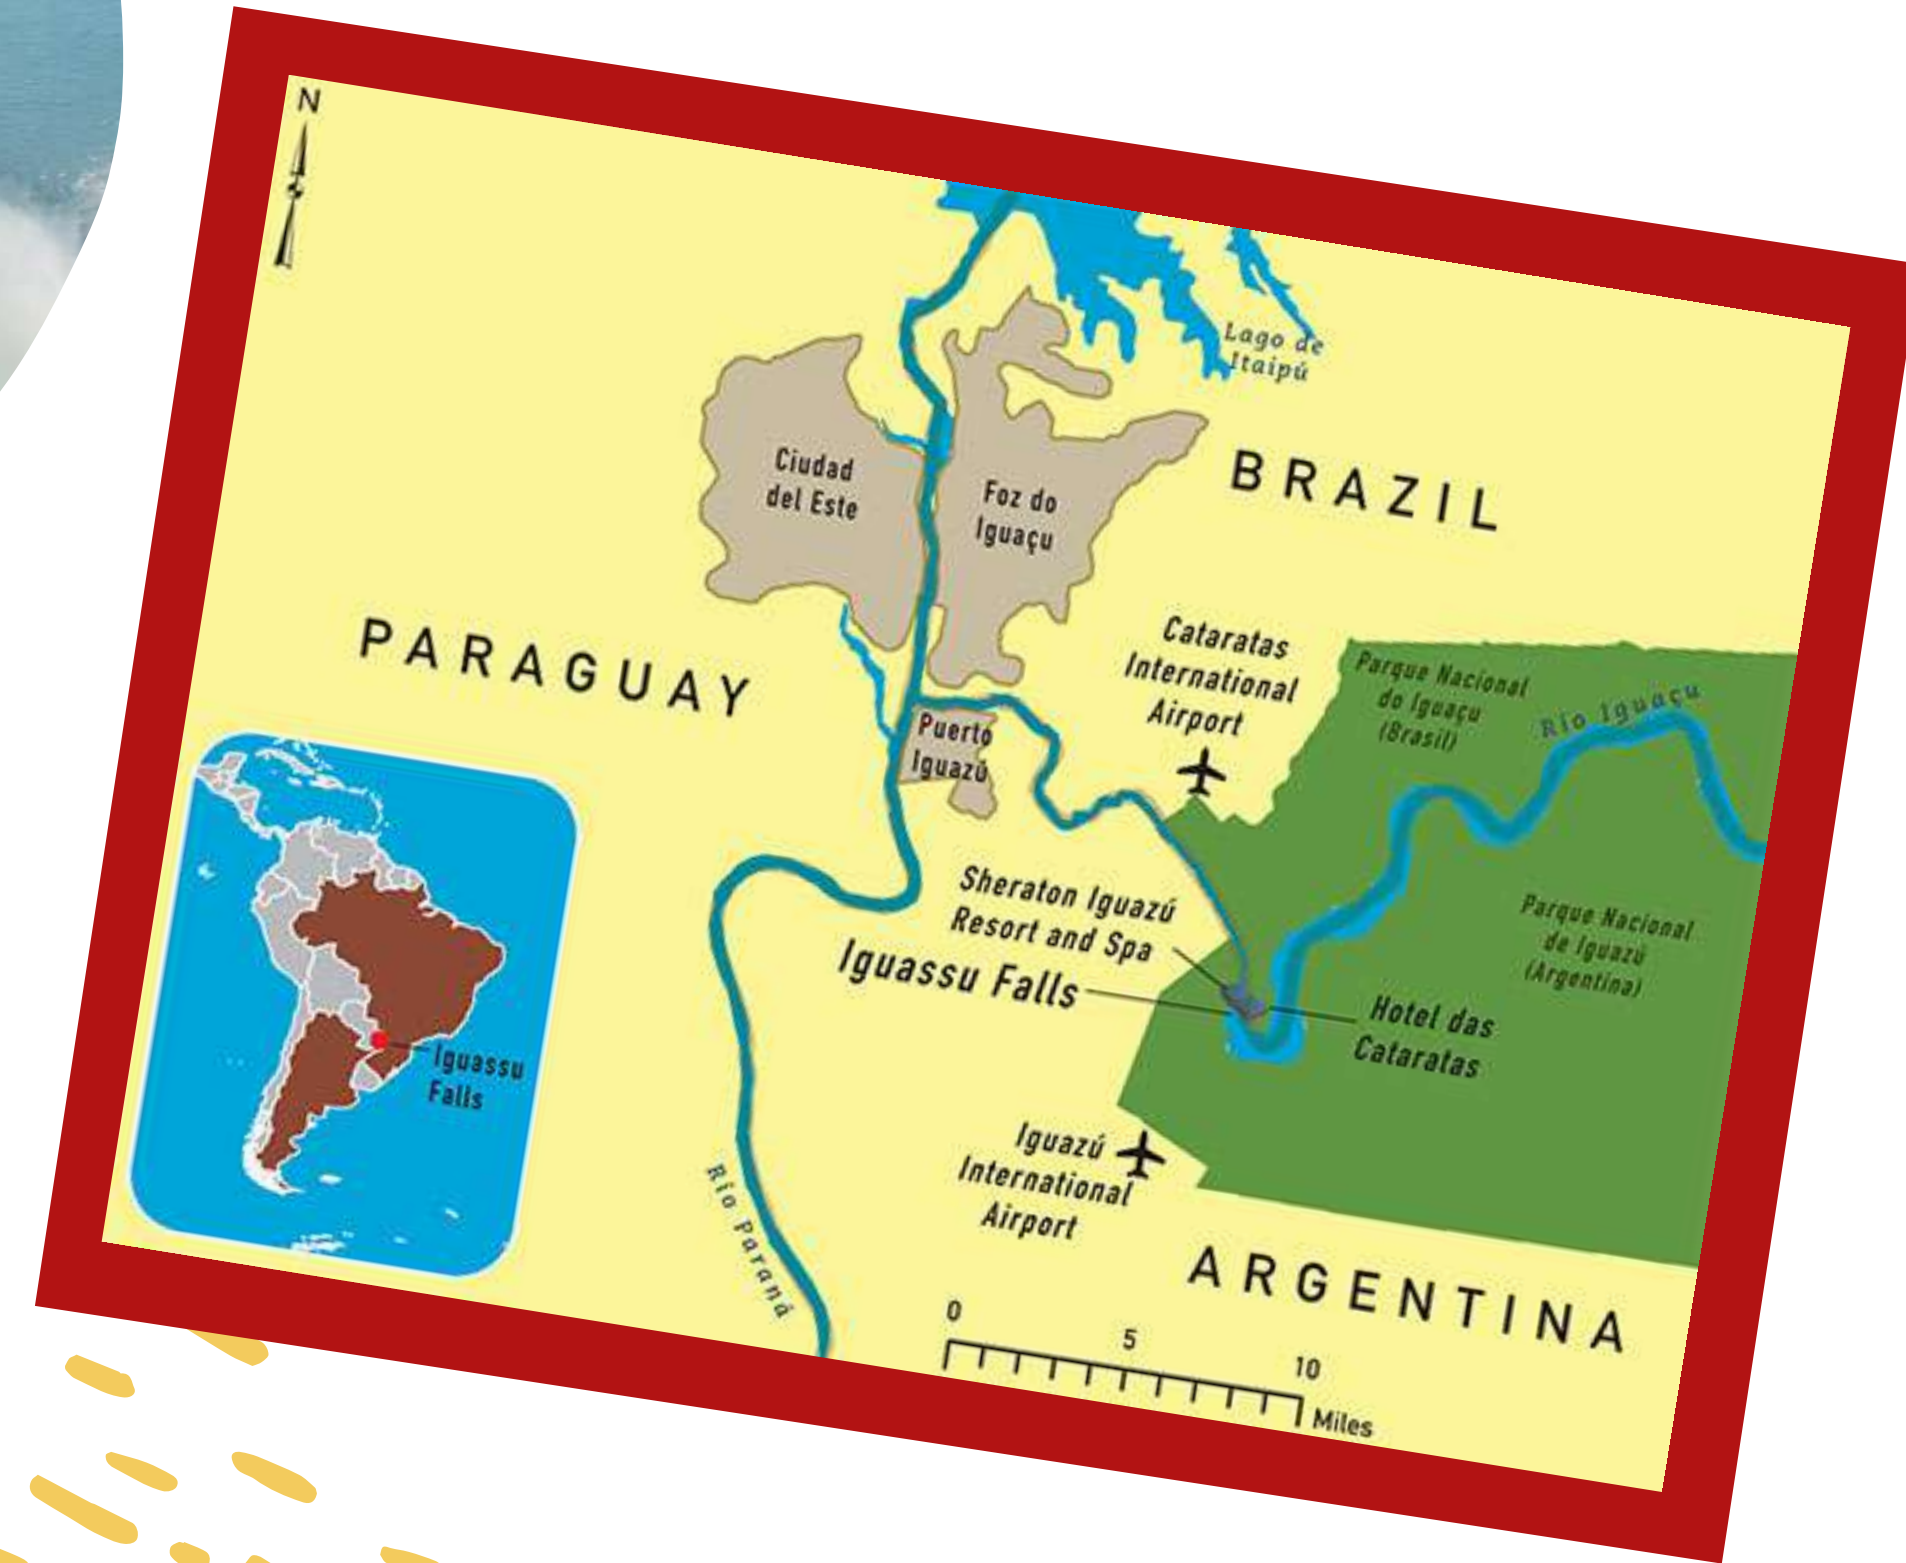 N
Lago de
Itaipú
BRAZIL
Ciudad
del Este
Foz do
Iguaçu
PARAGUAY
Cataratas
International
Airport
Parque Nacional
do Iguaçu
(Brasil)
Río Iguaçu
Puerto
Iguazú
Sheraton Iguazú
Resort and Spa
Iguassu Falls
Parque Nacional
de Iguazú
(Argentina)
Hotel das
Cataratas
Iguassu
Falls
Iguazú
International
Airport
Río Paraná
ARGENTINA
0 5 10
Miles